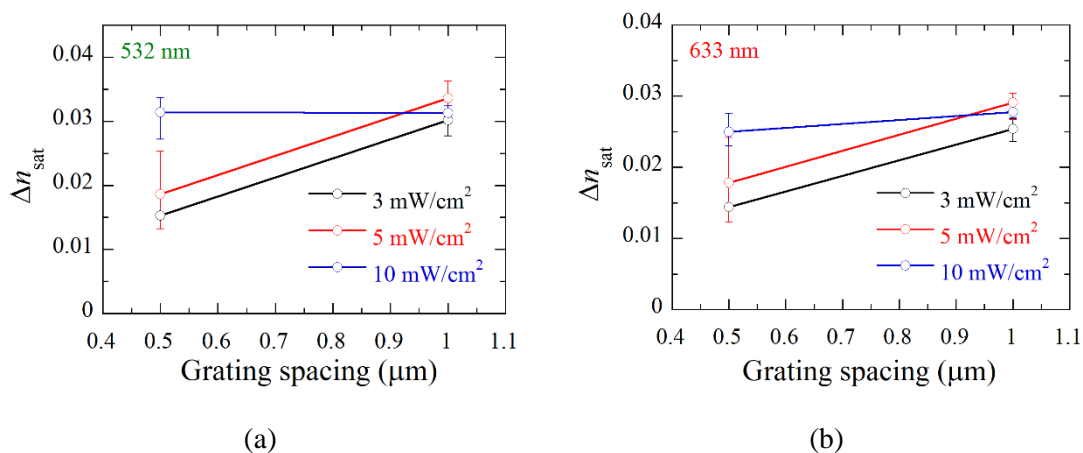 532 nm
0.04
0.03
0.02
0.01
0
Δn_sat
3 mW/cm²
5 mW/cm²
10 mW/cm²
0.4 0.5 0.6 0.7 0.8 0.9 1 1.1
Grating spacing (μm)
(a)
633 nm
0.04
0.03
0.02
0.01
0
Δn_sat
3 mW/cm²
5 mW/cm²
10 mW/cm²
0.4 0.5 0.6 0.7 0.8 0.9 1 1.1
Grating spacing (μm)
(b)